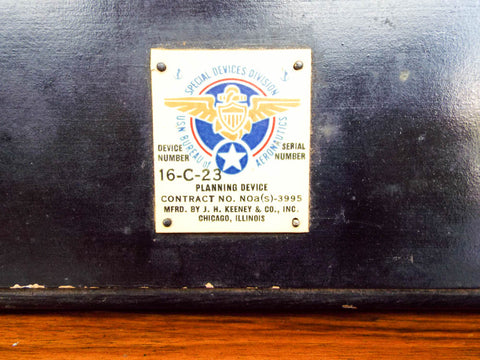 SPECIAL DEVICES DIVISION
U.S.N. BUREAU of AERONAUTICS
DEVICE NUMBER
SERIAL NUMBER
16-C-23
PLANNING DEVICE
CONTRACT NO. NOa(s)-3995
MFRD. BY J. H. KEENEY & CO., INC.
CHICAGO, ILLINOIS